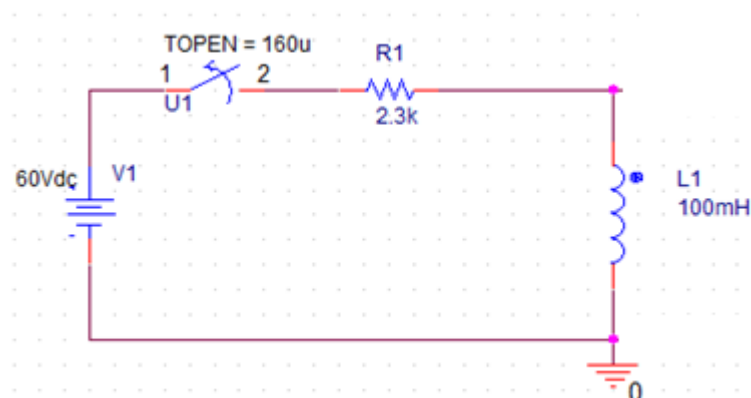 TOPEN = 160u
R1
1 2
U1
2.3k
60Vdc V1
-
L1
100mH
0